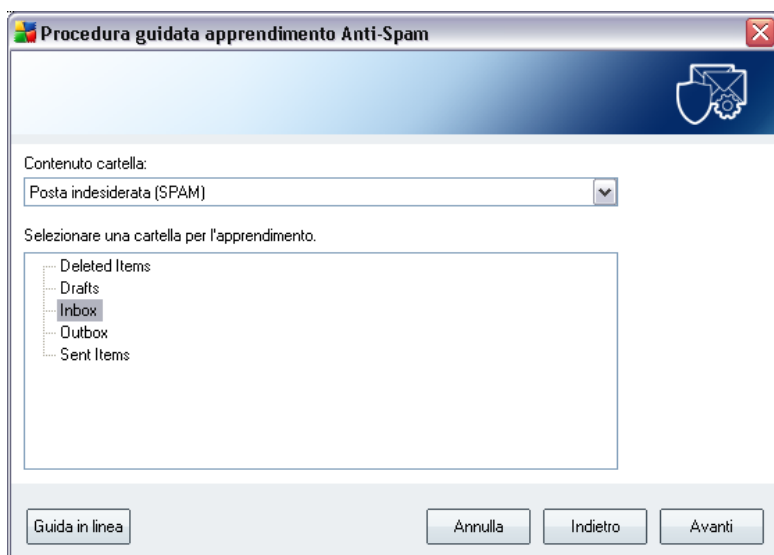 Procedura guidata apprendimento Anti-Spam
Contenuto cartella:
Posta indesiderata (SPAM)
Selezionare una cartella per l'apprendimento.
Deleted Items
Drafts
Inbox
Outbox
Sent Items
Guida in linea
Annulla
Indietro
Avanti